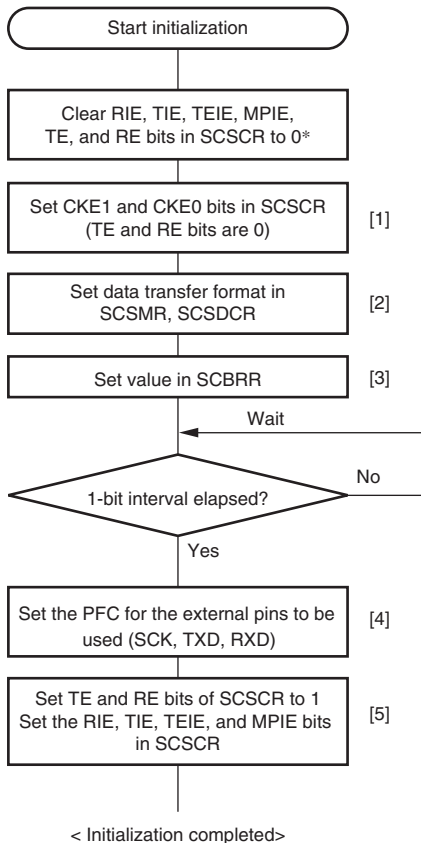 Start initialization
Clear RIE, TIE, TEIE, MPIE,
TE, and RE bits in SCSCR to 0*
Set CKE1 and CKE0 bits in SCSCR
(TE and RE bits are 0)
[1]
Set data transfer format in
SCSMR, SCSDCR
[2]
Set value in SCBRR
[3]
Wait
1-bit interval elapsed?
No
Yes
Set the PFC for the external pins to be
used (SCK, TXD, RXD)
[4]
Set TE and RE bits of SCSCR to 1
Set the RIE, TIE, TEIE, and MPIE bits
in SCSCR
[5]
< Initialization completed>